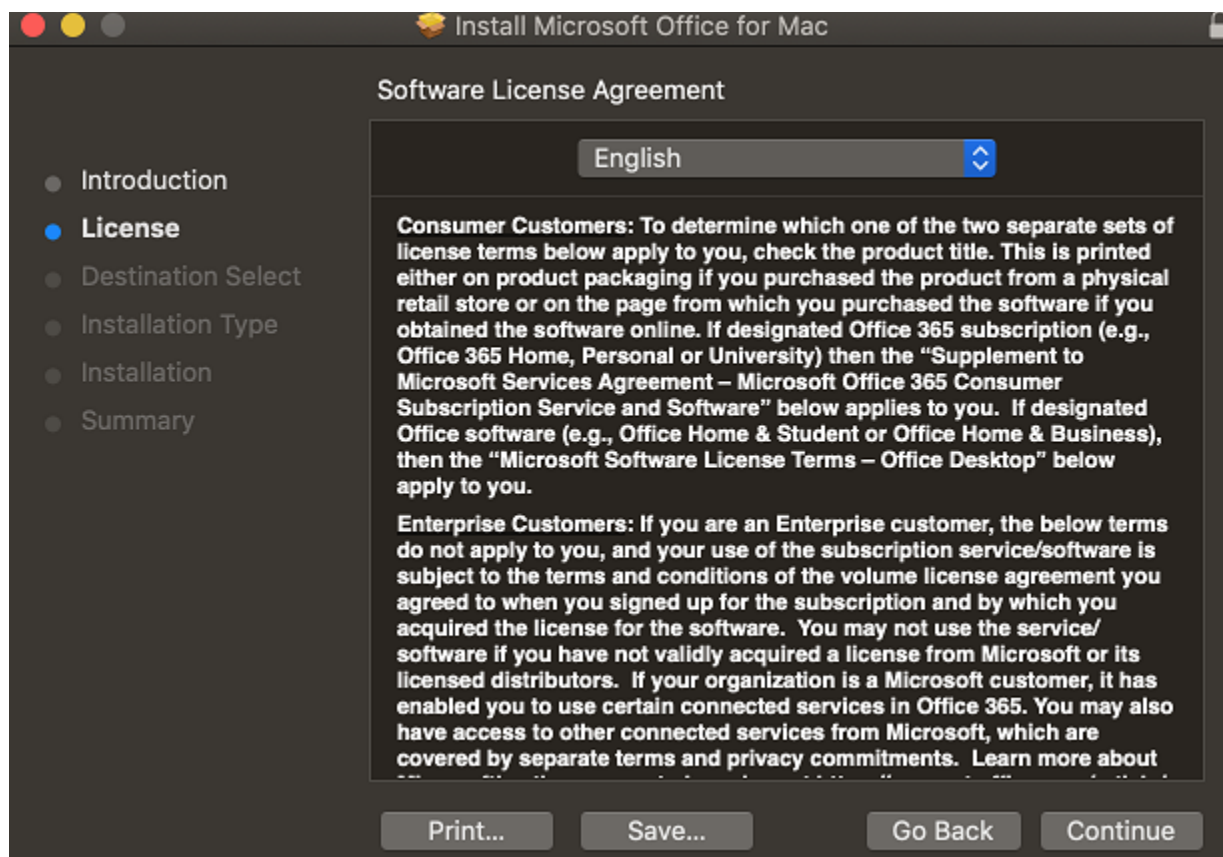 Install Microsoft Office for Mac
Software License Agreement
English
Introduction
License
Destination Select
Installation Type
Installation
Summary
Consumer Customers: To determine which one of the two separate sets of
license terms below apply to you, check the product title. This is printed
either on product packaging if you purchased the product from a physical
retail store or on the page from which you purchased the software if you
obtained the software online. If designated Office 365 subscription (e.g.,
Office 365 Home, Personal or University) then the “Supplement to
Microsoft Services Agreement – Microsoft Office 365 Consumer
Subscription Service and Software” below applies to you.  If designated
Office software (e.g., Office Home & Student or Office Home & Business),
then the “Microsoft Software License Terms – Office Desktop” below
apply to you.
Enterprise Customers: If you are an Enterprise customer, the below terms
do not apply to you, and your use of the subscription service/software is
subject to the terms and conditions of the volume license agreement you
agreed to when you signed up for the subscription and by which you
acquired the license for the software.  You may not use the service/
software if you have not validly acquired a license from Microsoft or its
licensed distributors.  If your organization is a Microsoft customer, it has
enabled you to use certain connected services in Office 365. You may also
have access to other connected services from Microsoft, which are
covered by separate terms and privacy commitments.  Learn more about
Print...
Save...
Go Back
Continue